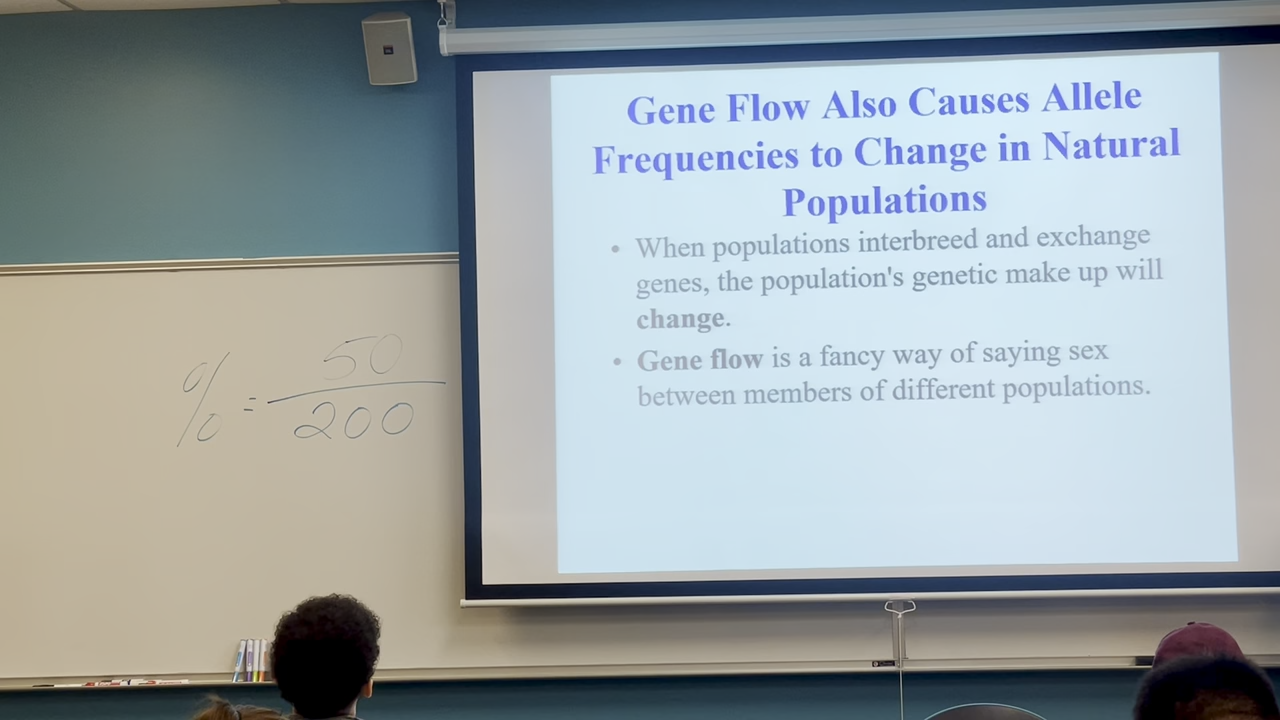 Gene Flow Also Causes Allele
Frequencies to Change in Natural
Populations
• When populations interbreed and exchange
genes, the population's genetic make up will
change.
• Gene flow is a fancy way of saying sex
between members of different populations.
% = 50
200